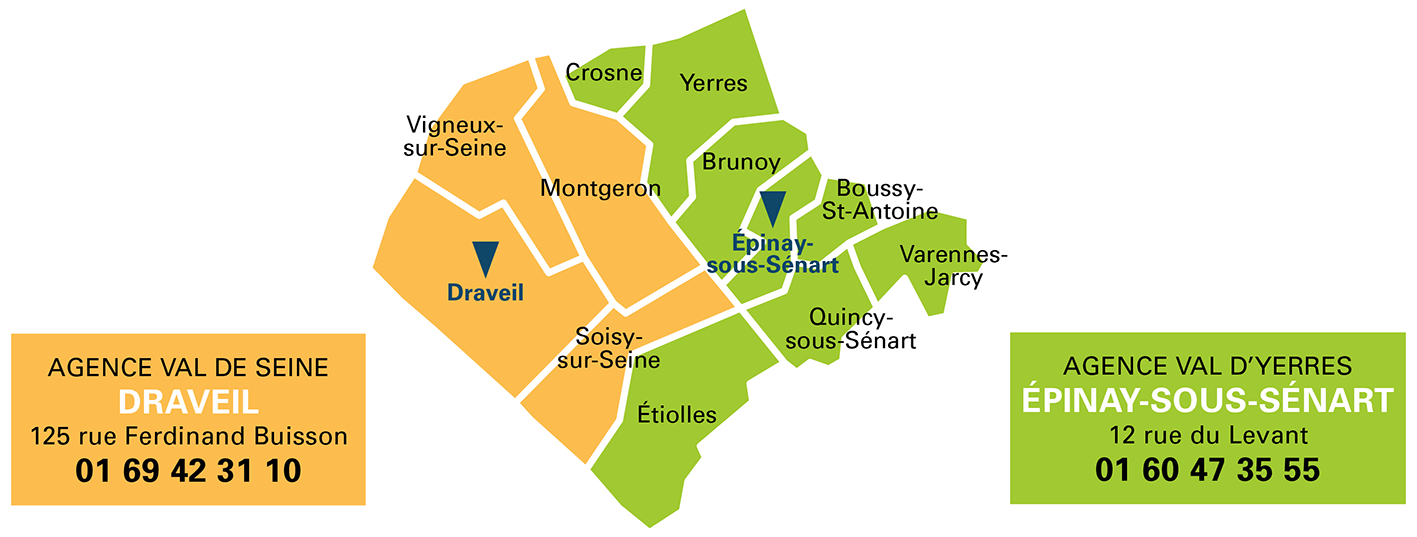 Crosne
Yerres
Vigneux-
sur-Seine
Brunoy
Montgeron
Boussy-
St-Antoine
Épinay-
sous-Sénart
Varennes-
Jarcy
Draveil
Quincy-
sous-Sénart
Soisy-
sur-Seine
Étiolles
AGENCE VAL DE SEINE
DRAVEIL
125 rue Ferdinand Buisson
01 69 42 31 10
AGENCE VAL D’YERRES
ÉPINAY-SOUS-SÉNART
12 rue du Levant
01 60 47 35 55